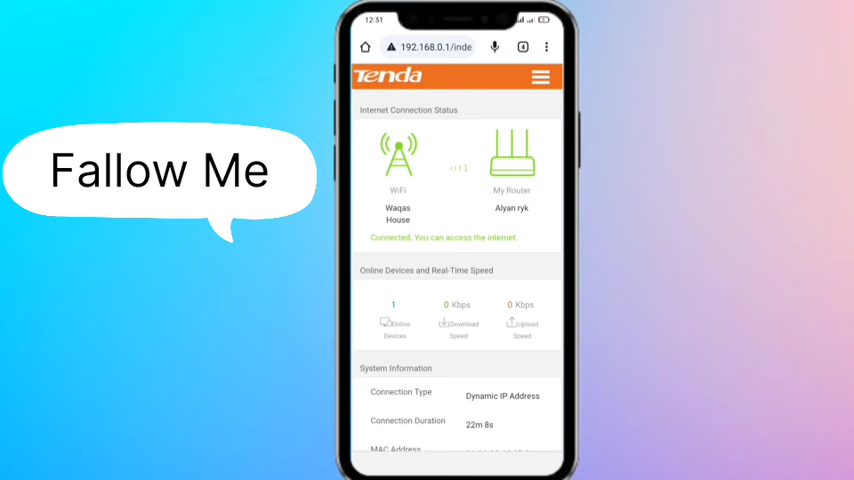 Fallow Me
12:31
192.168.0.1/inde
4
Tenda
Internet Connection Status
WiFi
My Router
Waqas
House
Alyan ryk
Connected. You can access the internet.
Online Devices and Real-Time Speed
1
0 Kbps
0 Kbps
Online
Devices
Download
Speed
Upload
Speed
System Information
Connection Type
Dynamic IP Address
Connection Duration
22m 8s
MAC Address